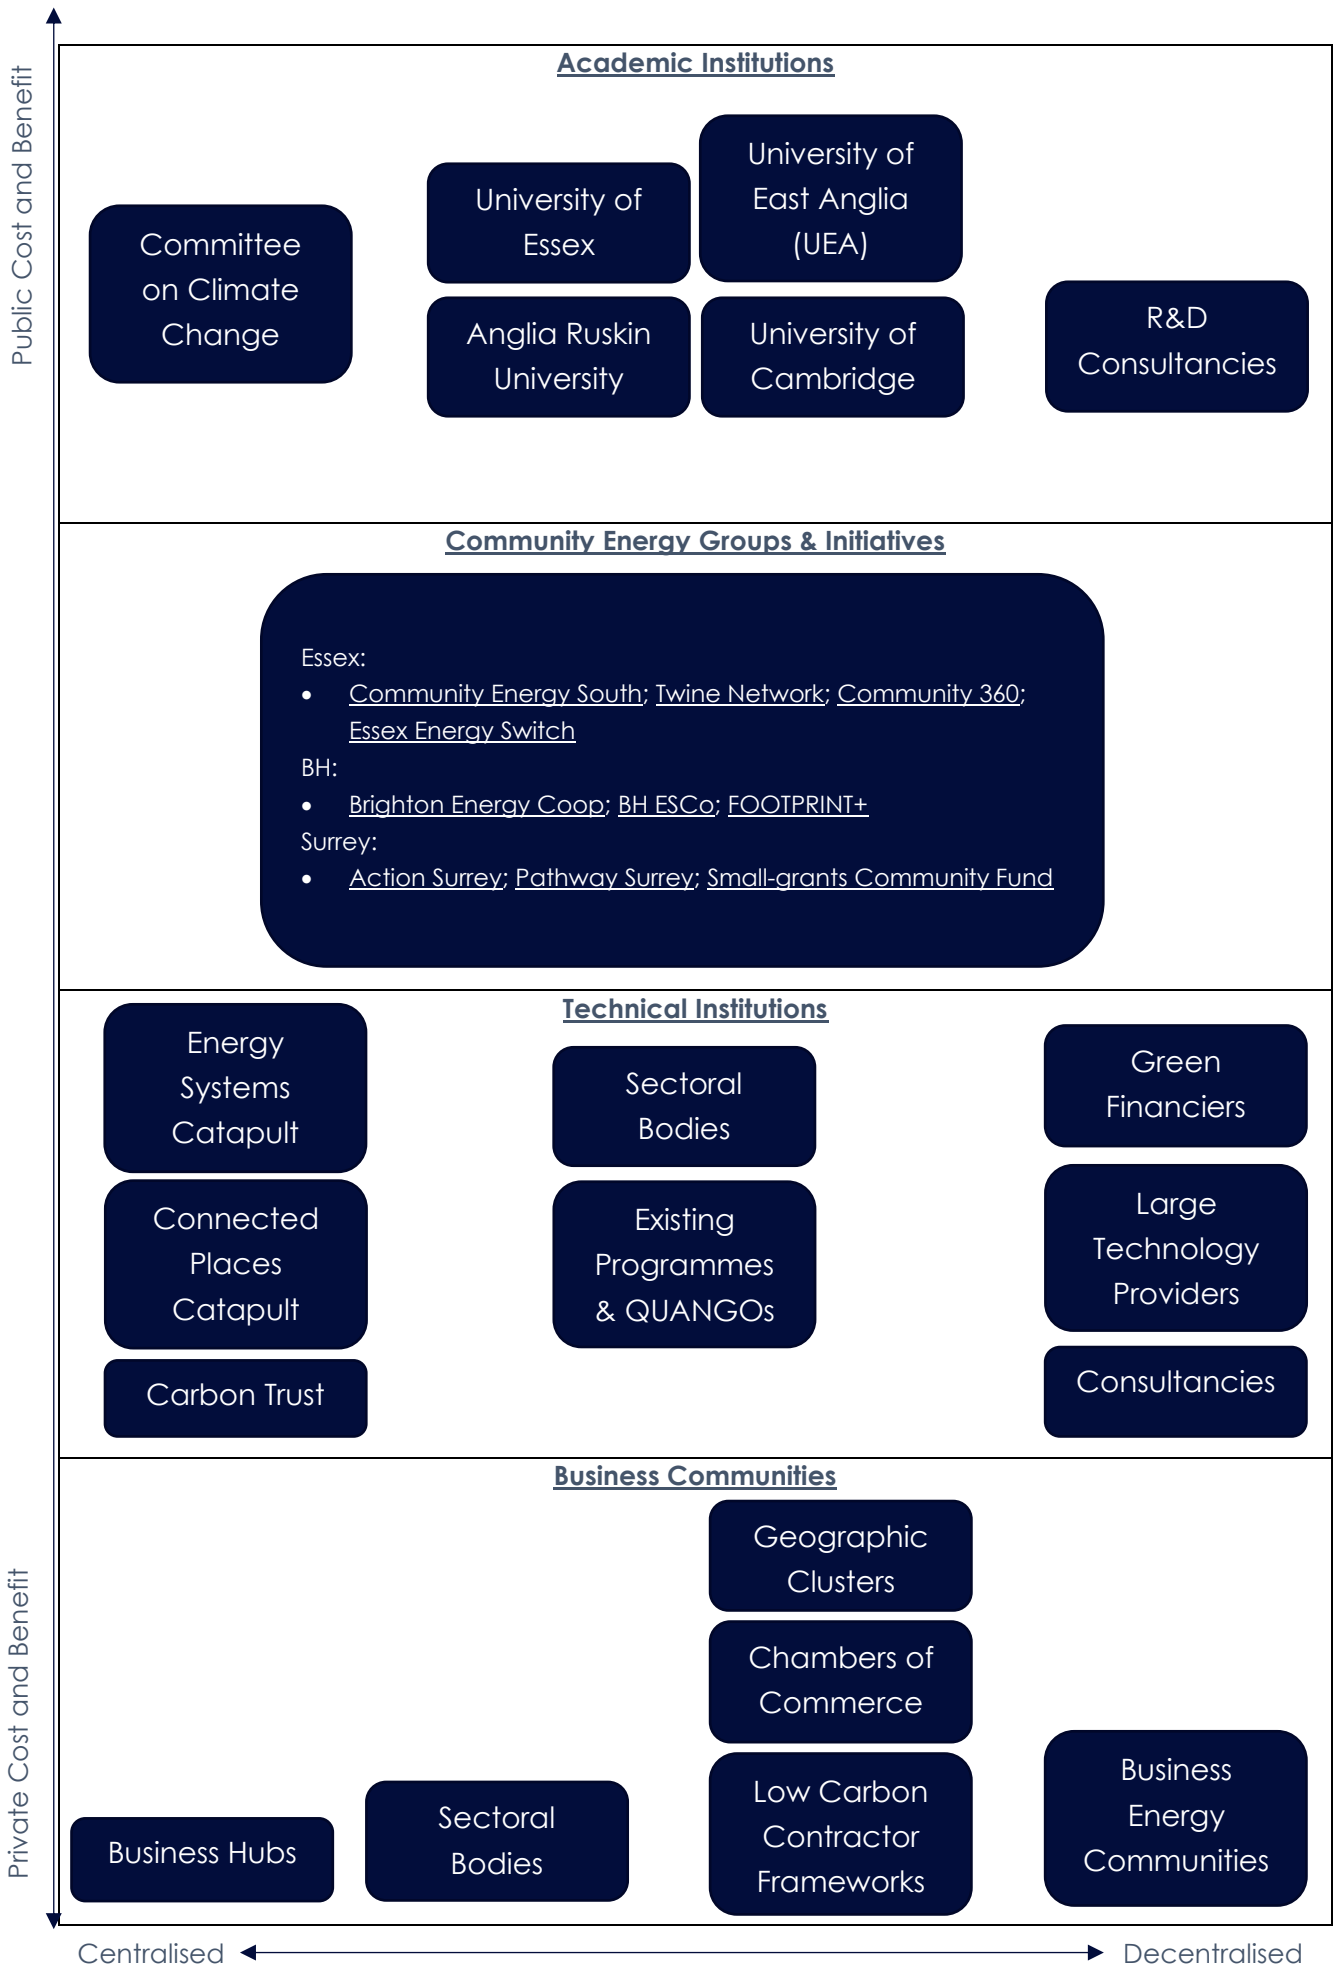 Public Cost and Benefit
Academic Institutions
Committee
on Climate
Change
University of
Essex
University of
East Anglia
(UEA)
Anglia Ruskin
University
University of
Cambridge
R&D
Consultancies
Community Energy Groups & Initiatives
Essex:
• Community Energy South; Twine Network; Community 360;
Essex Energy Switch
BH:
• Brighton Energy Coop; BH ESCo; FOOTPRINT+
Surrey:
• Action Surrey; Pathway Surrey; Small-grants Community Fund
Technical Institutions
Energy
Systems
Catapult
Connected
Places
Catapult
Carbon Trust
Sectoral
Bodies
Existing
Programmes
& QUANGOs
Green
Financiers
Large
Technology
Providers
Consultancies
Private Cost and Benefit
Business Communities
Business Hubs
Sectoral
Bodies
Geographic
Clusters
Chambers of
Commerce
Low Carbon
Contractor
Frameworks
Business
Energy
Communities
Centralised
Decentralised